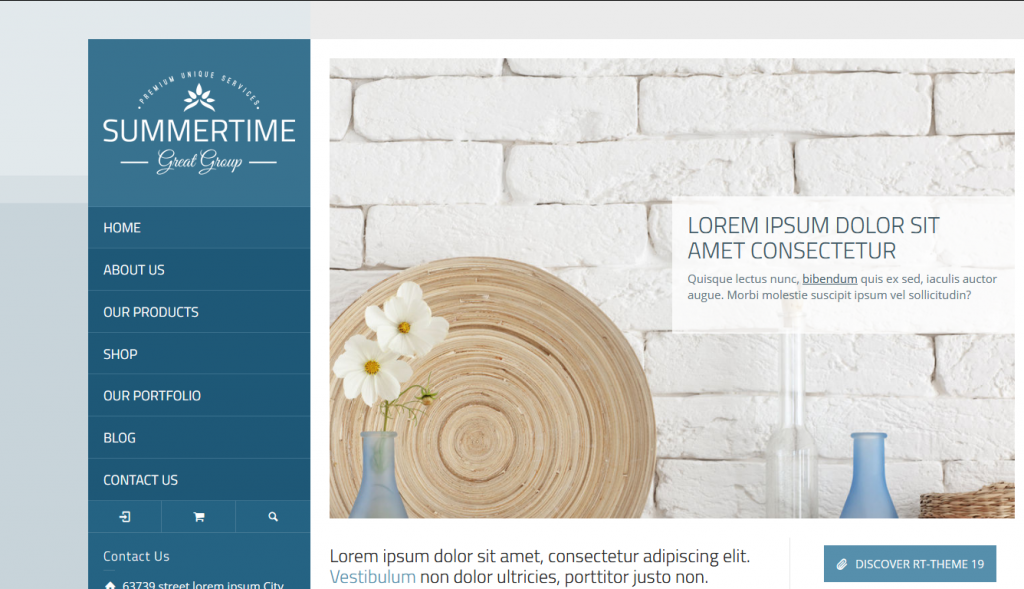 PREMIUM UNIQUE SERVICES
SUMMERTIME
Great Group
HOME
ABOUT US
OUR PRODUCTS
SHOP
OUR PORTFOLIO
BLOG
CONTACT US
Contact Us
63739 street lorem ipsum City,
LOREM IPSUM DOLOR SIT
AMET CONSECTETUR
Quisque lectus nunc, bibendum quis ex sed, iaculis auctor
augue. Morbi molestie suscipit ipsum vel sollicitudin?
Lorem ipsum dolor sit amet, consectetur adipiscing elit.
Vestibulum non dolor ultricies, porttitor justo non.
DISCOVER RT-THEME 19